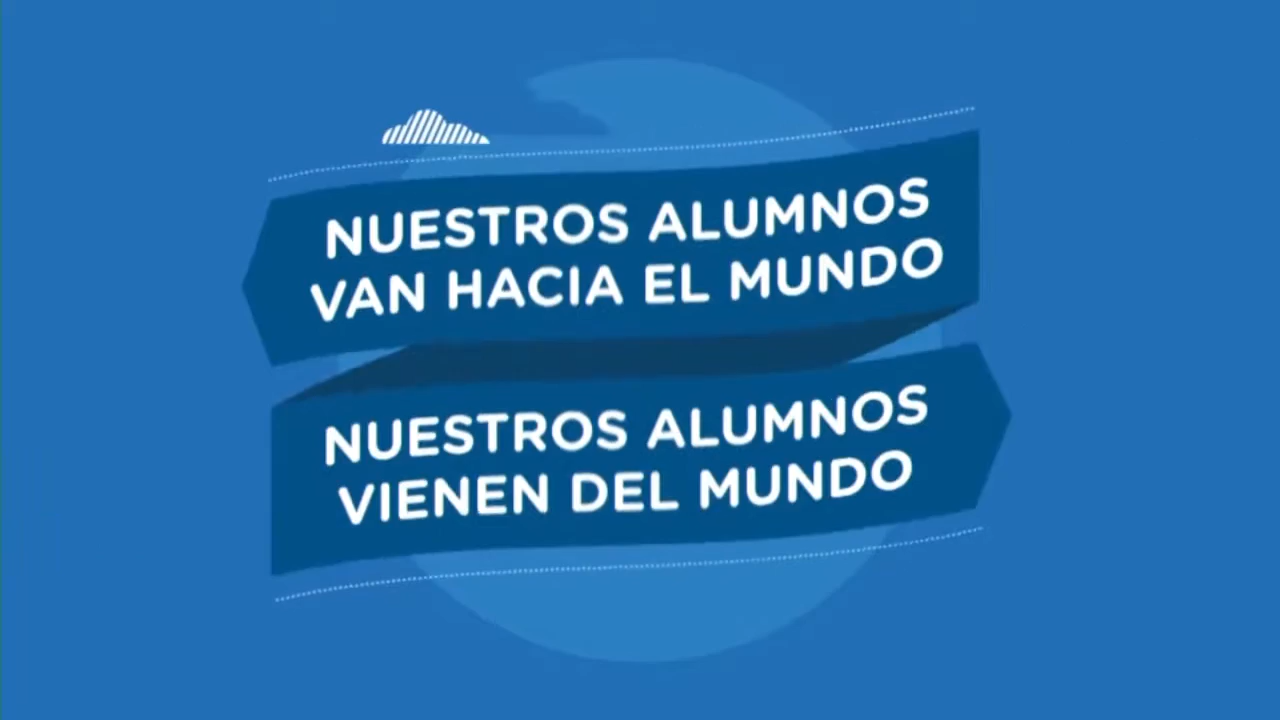 NUESTROS ALUMNOS
VAN HACIA EL MUNDO
NUESTROS ALUMNOS
VIENEN DEL MUNDO